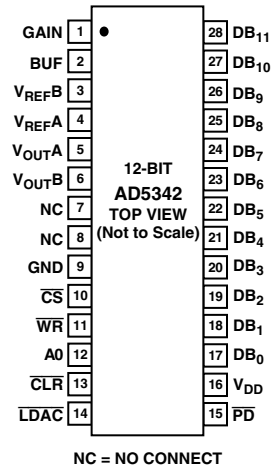 GAIN 1 28 DB11
BUF 2 27 DB10
VREFB 3 26 DB9
VREFA 4 25 DB8
VOUTA 5 24 DB7
VOUTB 6 23 DB6
NC 7 22 DB5
NC 8 21 DB4
GND 9 20 DB3
CS 10 19 DB2
WR 11 18 DB1
A0 12 17 DB0
CLR 13 16 VDD
LDAC 14 15 PD
12-BIT
AD5342
TOP VIEW
(Not to Scale)
NC = NO CONNECT